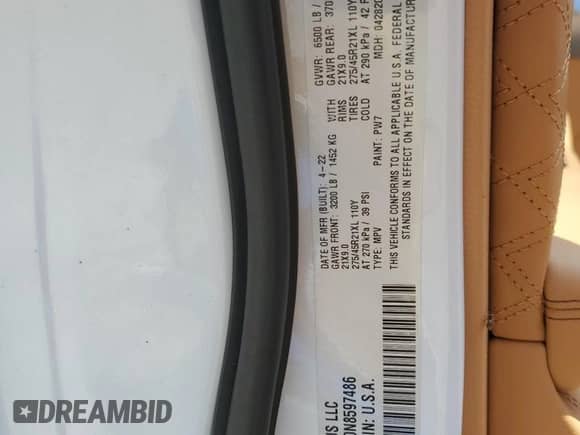 US LLC
0N8597486
IN: U.S.A.
DATE OF MFR (BUILT): 4-22
GAWR FRONT: 3200 LB / 1452 KG WITH
21X9.0 RIMS
275/45R21XL 110Y TIRES
AT 270 kPa / 39 PSI COLD
TYPE: MPV PAINT: PW7
GVWR: 6500 LB /
GAWR REAR: 370
21X9.0
275/45R21XL 110Y
AT 290 kPa / 42 P
MDH: 04282
THIS VEHICLE CONFORMS TO ALL APPLICABLE U.S.A. FEDERAL
STANDARDS IN EFFECT ON THE DATE OF MANUFACTUR
DREAMBID